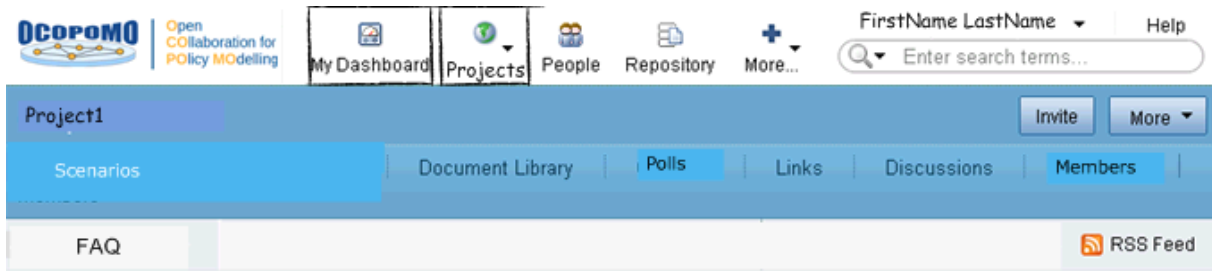 OCOPOMO
Open
COllaboration for
POlicy MOdelling
My Dashboard
Projects
People
Repository
More...
FirstName LastName
Help
Enter search terms...
Project1
Invite
More
Scenarios
Document Library
Polls
Links
Discussions
Members
FAQ
RSS Feed